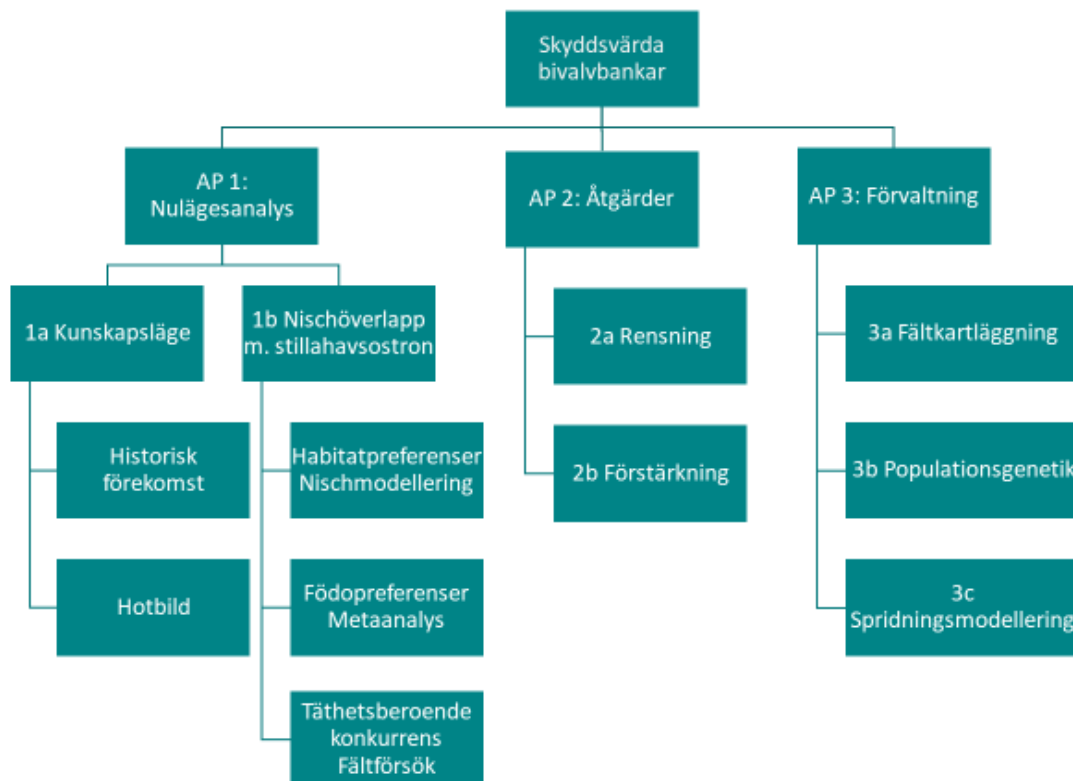 Skyddsvärda
bivalvbankar
AP 1:
Nulägesanalys
AP 2: Åtgärder
AP 3: Förvaltning
1a Kunskapsläge
1b Nischöverlapp
m. stillahavsostron
2a Rensning
3a Fältkartläggning
Historisk
förekomst
Habitatpreferenser
Nischmodellering
2b Förstärkning
3b Populationsgenetik
Hotbild
Födopreferenser
Metaanalys
3c
Spridningsmodellering
Täthetsberoende
konkurrens
Fältförsök